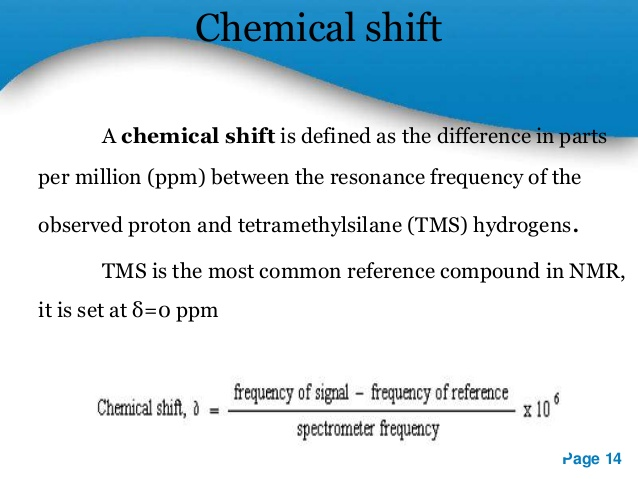 Chemical shift
A chemical shift is defined as the difference in parts
per million (ppm) between the resonance frequency of the
observed proton and tetramethylsilane (TMS) hydrogens.
TMS is the most common reference compound in NMR,
it is set at δ=0 ppm
frequency of signal – frequency of reference
Chemical shift, ∂ = x 10⁶
spectrometer frequency
Page 14